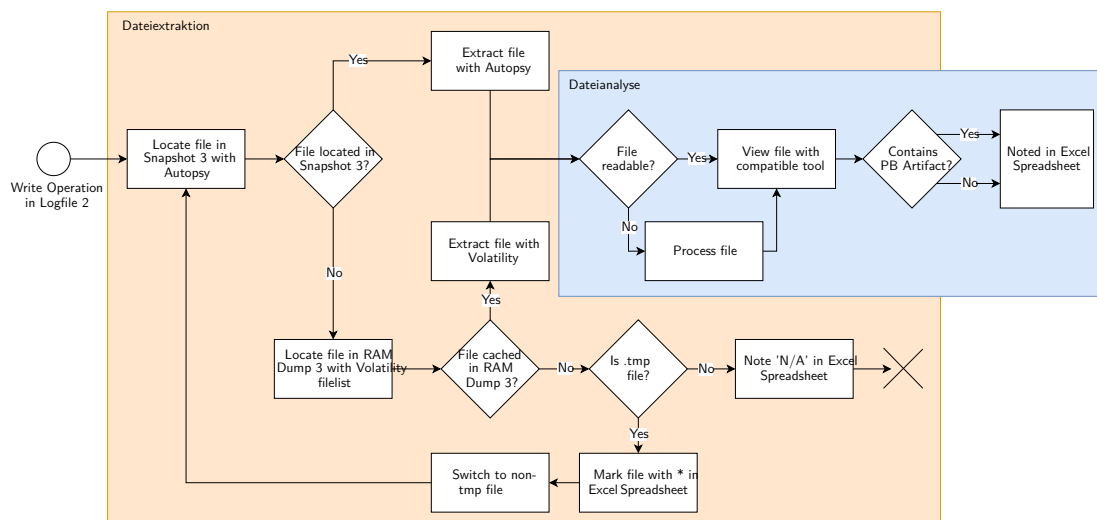 Dateiextraktion
Yes
Extract file
with Autopsy
Dateianalyse
Write Operation
in Logfile 2
Locate file in
Snapshot 3 with
Autopsy
File located in
Snapshot 3?
File
readable?
Yes
View file with
compatible tool
Contains
PB Artifact?
Yes
No
Noted in Excel
Spreadsheet
No
Process file
Extract file with
Volatility
No
Yes
Locate file in RAM
Dump 3 with Volatility
filelist
File cached
in RAM
Dump 3?
No
Is .tmp
file?
No
Note 'N/A' in Excel
Spreadsheet
Yes
Switch to non-
tmp file
Mark file with * in
Excel Spreadsheet